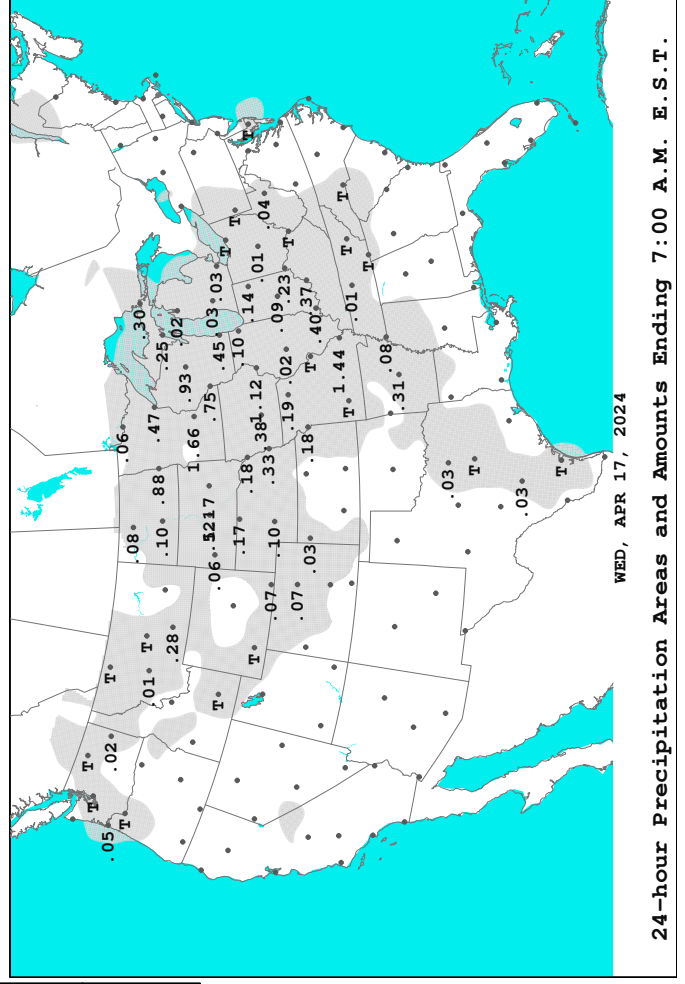 T
T
.05
T .02
.06
T
.08 .30
T
.01
.47
.88
.10 .25
.28
.02
.93
1.66
.75
.03
.06 .03
T .45
T
T
.10
.17
.18 .14 T
T 1.12 .01
.38 .04
.33
.07
.10 .09
.23
.19 .02 T
.07 .37
.18
.03 T
.40
1.44
T
T T
.01
T
.08
.31
.03
T
.03
T
WED, APR 17, 2024
24-hour Precipitation Areas and Amounts Ending 7:00 A.M. E.S.T.